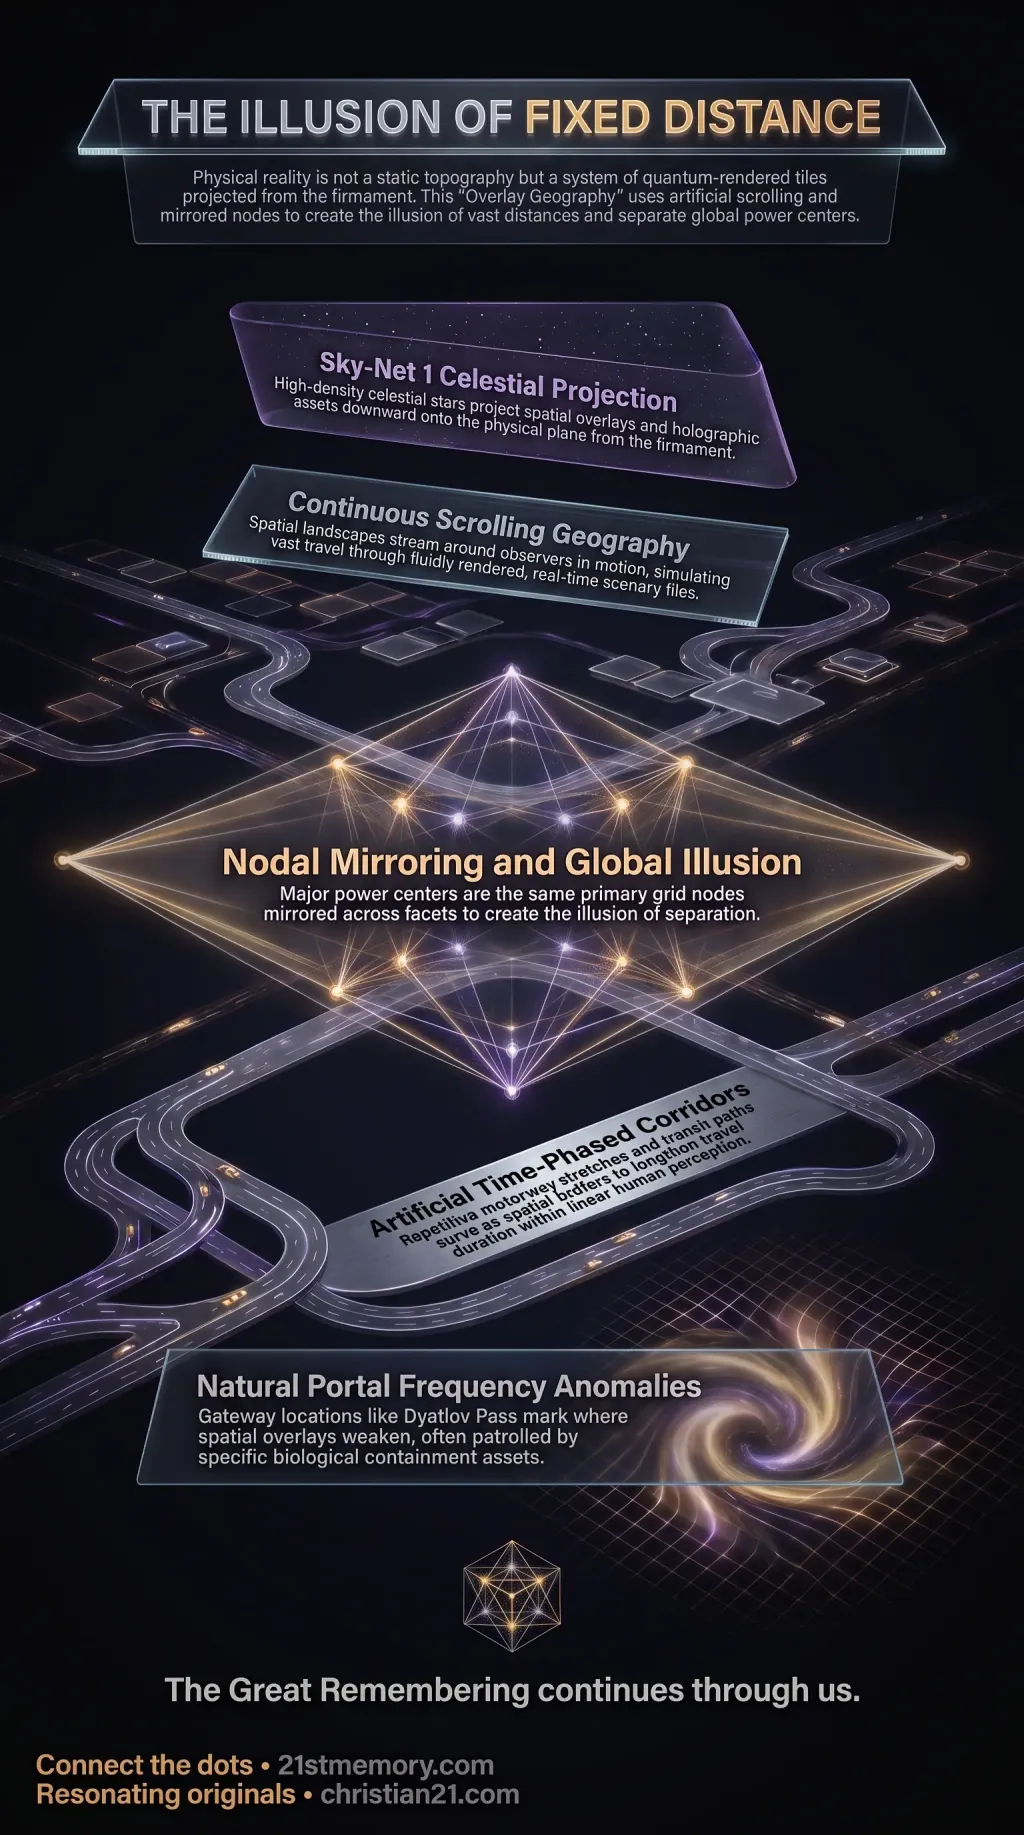 THE ILLUSION OF FIXED DISTANCE
Physical reality is not a static topography but a system of quantum-rendered tiles
projected from the firmament. This "Overlay Geography" uses artificial scrolling and
mirrored nodes to create the illusion of vast distances and separate global power centers.
Sky-Net 1 Celestial Projection
High-density celestial stars project spatial overlays and holographic
assets downward onto the physical plane from the firmament.
Continuous Scrolling Geography
Spatial landscapes stream around observers in motion, simulating
vast travel through fluidly rendered, real-time scenary files.
Nodal Mirroring and Global Illusion
Major power centers are the same primary grid nodes
mirrored across facets to create the illusion of separation.
Artificial Time-Phased Corridors
Repetitiva motorwey stretches and transit paths
surve as spatial bcdfers to longthon travel
duration within linear human perception.
Natural Portal Frequency Anomalies
Gateway locations like Dyatlov Pass mark where
spatial overlays weaken, often patrolled by
specific biological containment assets.
The Great Remembering continues through us.
Connect the dots • 21stmemory.com
Resonating originals • christian21.com